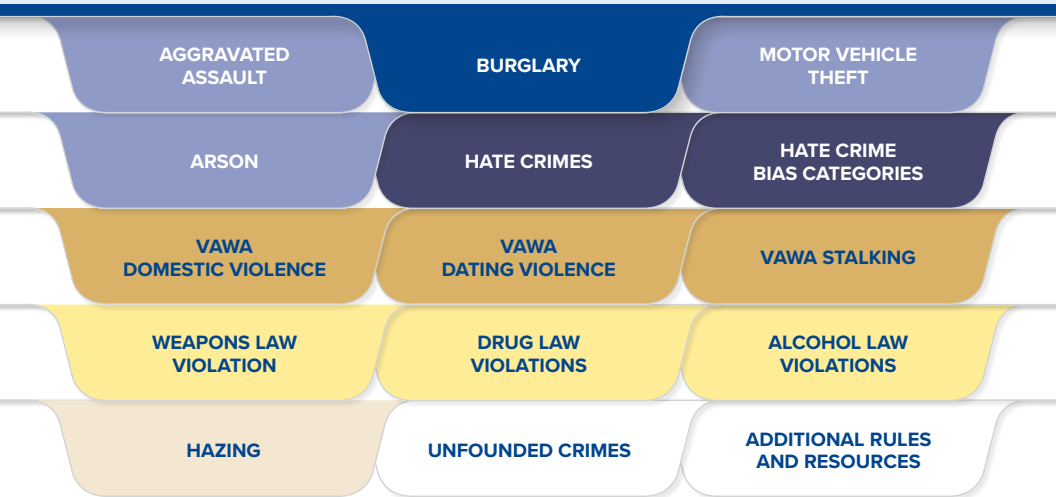 AGGRAVATED
ASSAULT
BURGLARY
MOTOR VEHICLE
THEFT
ARSON
HATE CRIMES
HATE CRIME
BIAS CATEGORIES
VAWA
DOMESTIC VIOLENCE
VAWA
DATING VIOLENCE
VAWA STALKING
WEAPONS LAW
VIOLATION
DRUG LAW
VIOLATIONS
ALCOHOL LAW
VIOLATIONS
HAZING
UNFOUNDED CRIMES
ADDITIONAL RULES
AND RESOURCES